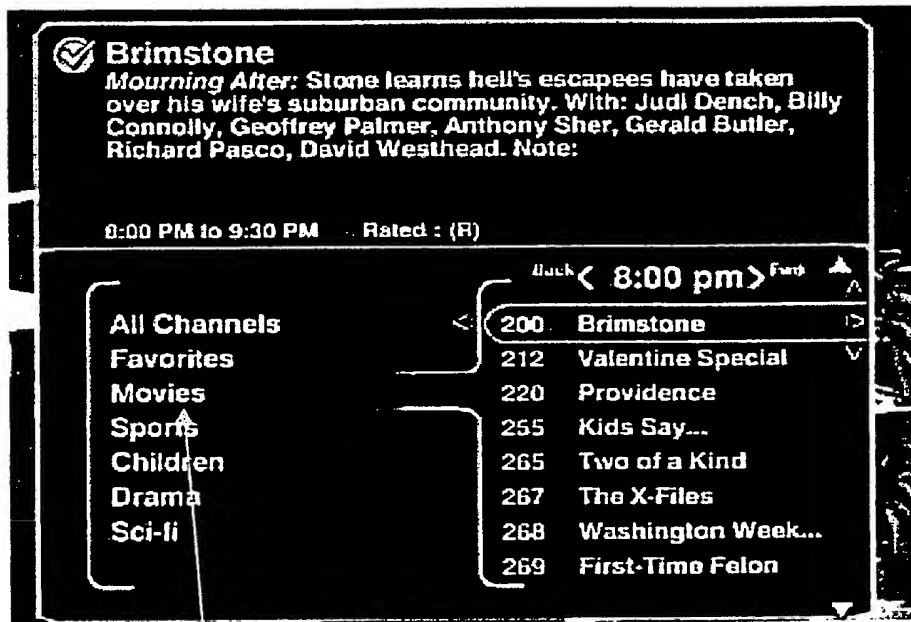 Brimstone
Mourning After: Stone learns hell's escapees have taken
over his wife's suburban community. With: Judi Dench, Billy
Connolly, Geoffrey Palmer, Anthony Sher, Gerald Butler,
Richard Pasco, David Westhead. Note:
8:00 PM to 9:30 PM Rated : (R)
Back < 8:00 pm > Fwd
All Channels
Favorites
Movies
Sports
Children
Drama
Sci-fi
200 Brimstone
212 Valentine Special
220 Providence
255 Kids Say...
265 Two of a Kind
267 The X-Files
268 Washington Week...
269 First-Time Felon